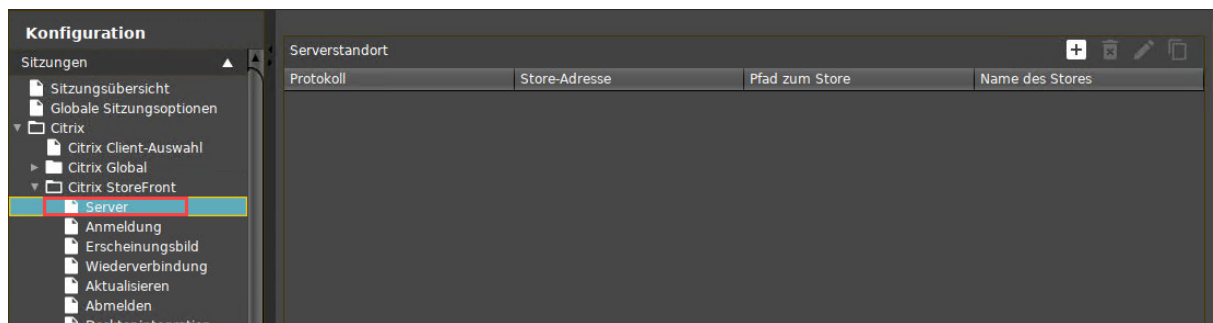 Konfiguration
Sitzungen
Sitzungsübersicht
Globale Sitzungsoptionen
Citrix
Citrix Client-Auswahl
Citrix Global
Citrix StoreFront
Server
Anmeldung
Erscheinungsbild
Wiederverbindung
Aktualisieren
Abmelden
Serverstandort
Protokoll Store-Adresse Pfad zum Store Name des Stores